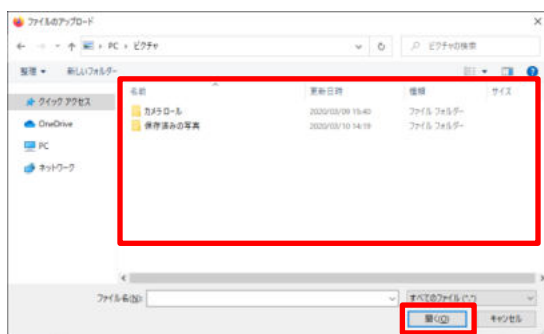 ファイルのアップロード
PC › ピクチャ
ピクチャの検索
整理 新しいフォルダー
名前 更新日時 種類 サイズ
クイック アクセス
OneDrive
PC
ネットワーク
カメラロール 2020/03/09 15:40 ファイル フォルダー
保存済みの写真 2020/03/10 14:19 ファイル フォルダー
ファイル名(N):
すべてのファイル (*.*)
開く(O) キャンセル